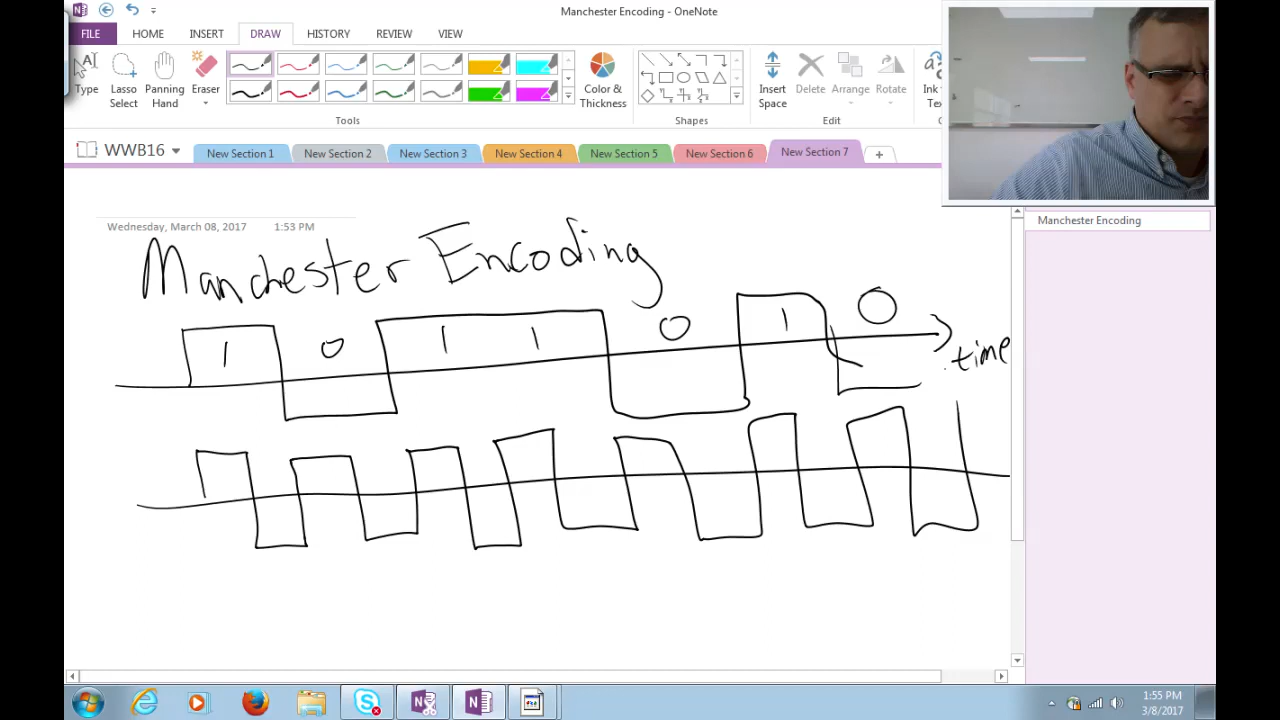 Manchester Encoding - OneNote
FILE HOME INSERT DRAW HISTORY REVIEW VIEW
Type
Lasso Select
Panning Hand
Eraser
Color & Thickness
Insert Space
Delete
Arrange
Rotate
Ink to
Tools
Shapes
Edit
WWB16
New Section 1
New Section 2
New Section 3
New Section 4
New Section 5
New Section 6
New Section 7
Manchester Encoding
Wednesday, March 08, 2017 1:53 PM
Manchester Encoding
1 0 1 1 0 1 0
time
1:55 PM
3/8/2017